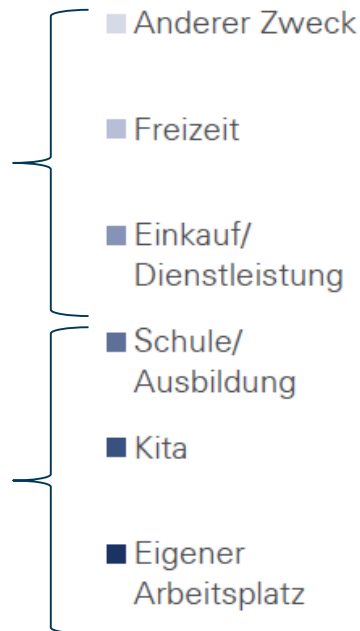 Anderer Zweck
Freizeit
Einkauf/
Dienstleistung
Schule/
Ausbildung
Kita
Eigener
Arbeitsplatz